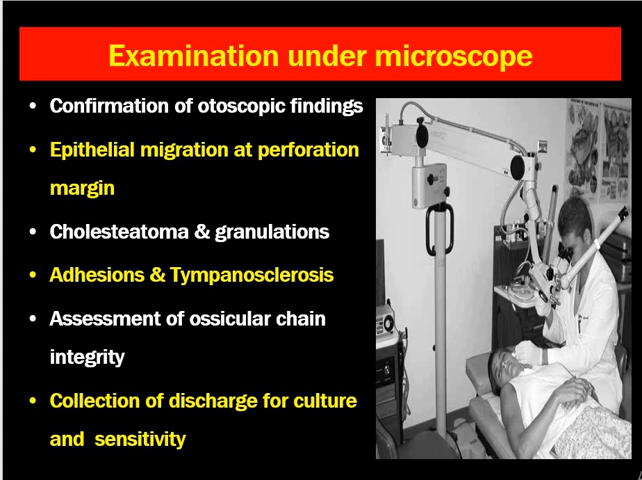 Examination under microscope
• Confirmation of otoscopic findings
• Epithelial migration at perforation
margin
• Cholesteatoma & granulations
• Adhesions & Tympanosclerosis
• Assessment of ossicular chain
integrity
• Collection of discharge for culture
and sensitivity